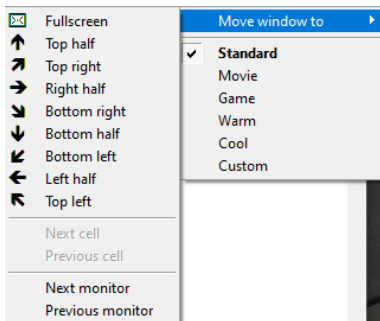 Fullscreen
Top half
Top right
Right half
Bottom right
Bottom half
Bottom left
Left half
Top left
Next cell
Previous cell
Next monitor
Previous monitor
Move window to
Standard
Movie
Game
Warm
Cool
Custom